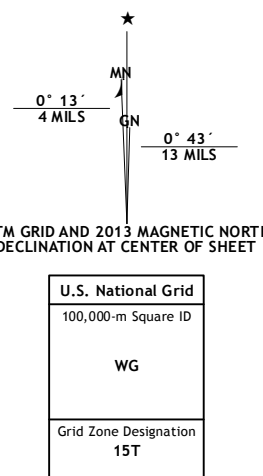 ★
MN
0° 13´
4 MILS
GN
0° 43´
13 MILS
TM GRID AND 2013 MAGNETIC NORTH
DECLINATION AT CENTER OF SHEET
U.S. National Grid
100,000-m Square ID
WG
Grid Zone Designation
15T